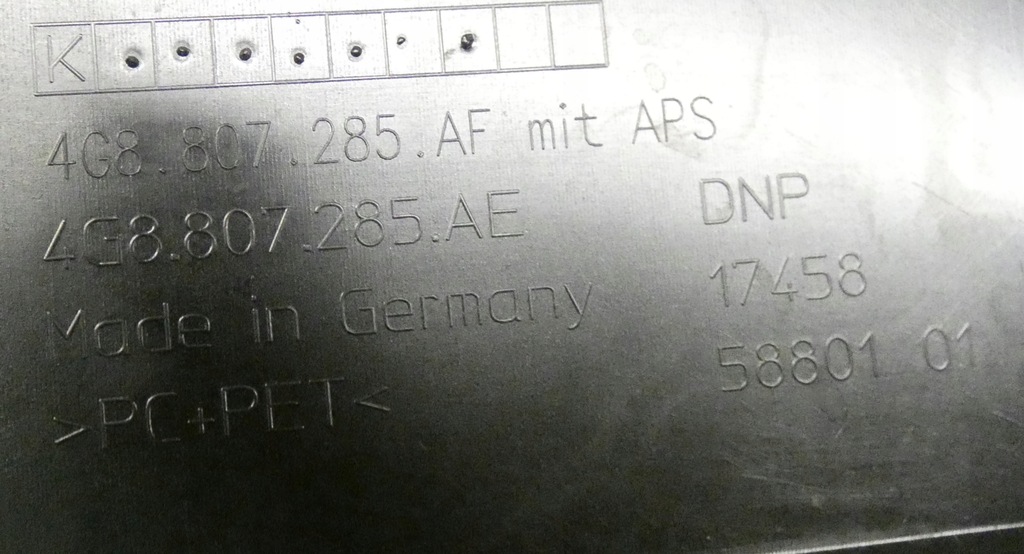 K
4G8.807.285.AF mit APS
4G8.807.285.AE
Made in Germany
>PC+PET<
DNP
17458
58801 01